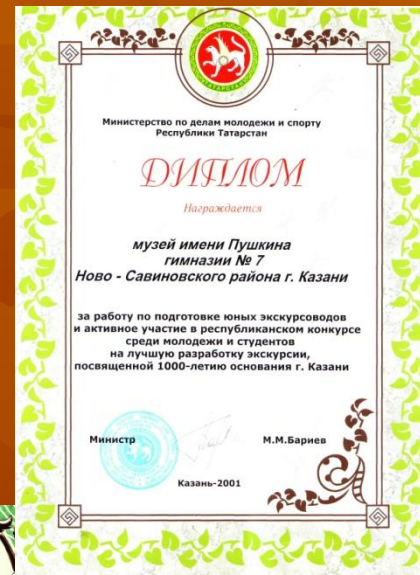 ТАТАРСТАН
Министерство по делам молодежи и спорту
Республики Татарстан
ДИПЛОМ
Награждается
музей имени Пушкина
гимназии № 7
Ново - Савиновского района г. Казани
за работу по подготовке юных экскурсоводов
и активное участие в республиканском конкурсе
среди молодежи и студентов
на лучшую разработку экскурсии,
посвященной 1000-летию основания г. Казани
Министр М.М.Бариев
Казань-2001